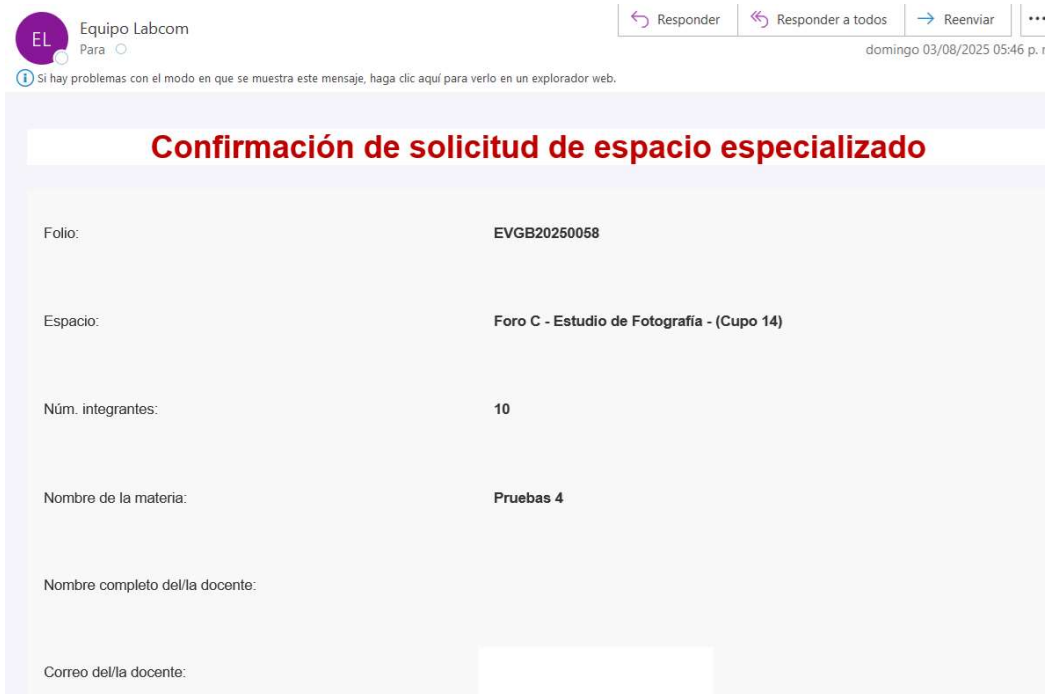 EL
Equipo Labcom
Para
Responder
Responder a todos
Reenviar
domingo 03/08/2025 05:46 p.
Si hay problemas con el modo en que se muestra este mensaje, haga clic aquí para verlo en un explorador web.
Confirmación de solicitud de espacio especializado
Folio: EVGB20250058
Espacio: Foro C - Estudio de Fotografía - (Cupo 14)
Núm. integrantes: 10
Nombre de la materia: Pruebas 4
Nombre completo del/la docente:
Correo del/la docente: